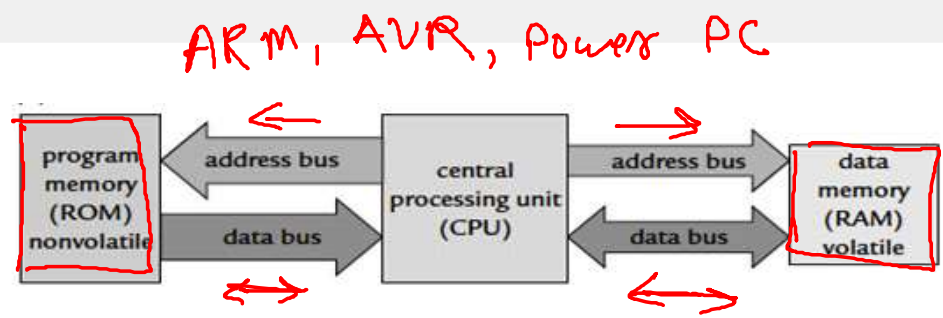 ARM, AVR, Power PC
program
memory
(ROM)
nonvolatile
address bus
data bus
central
processing unit
(CPU)
address bus
data bus
data
memory
(RAM)
volatile